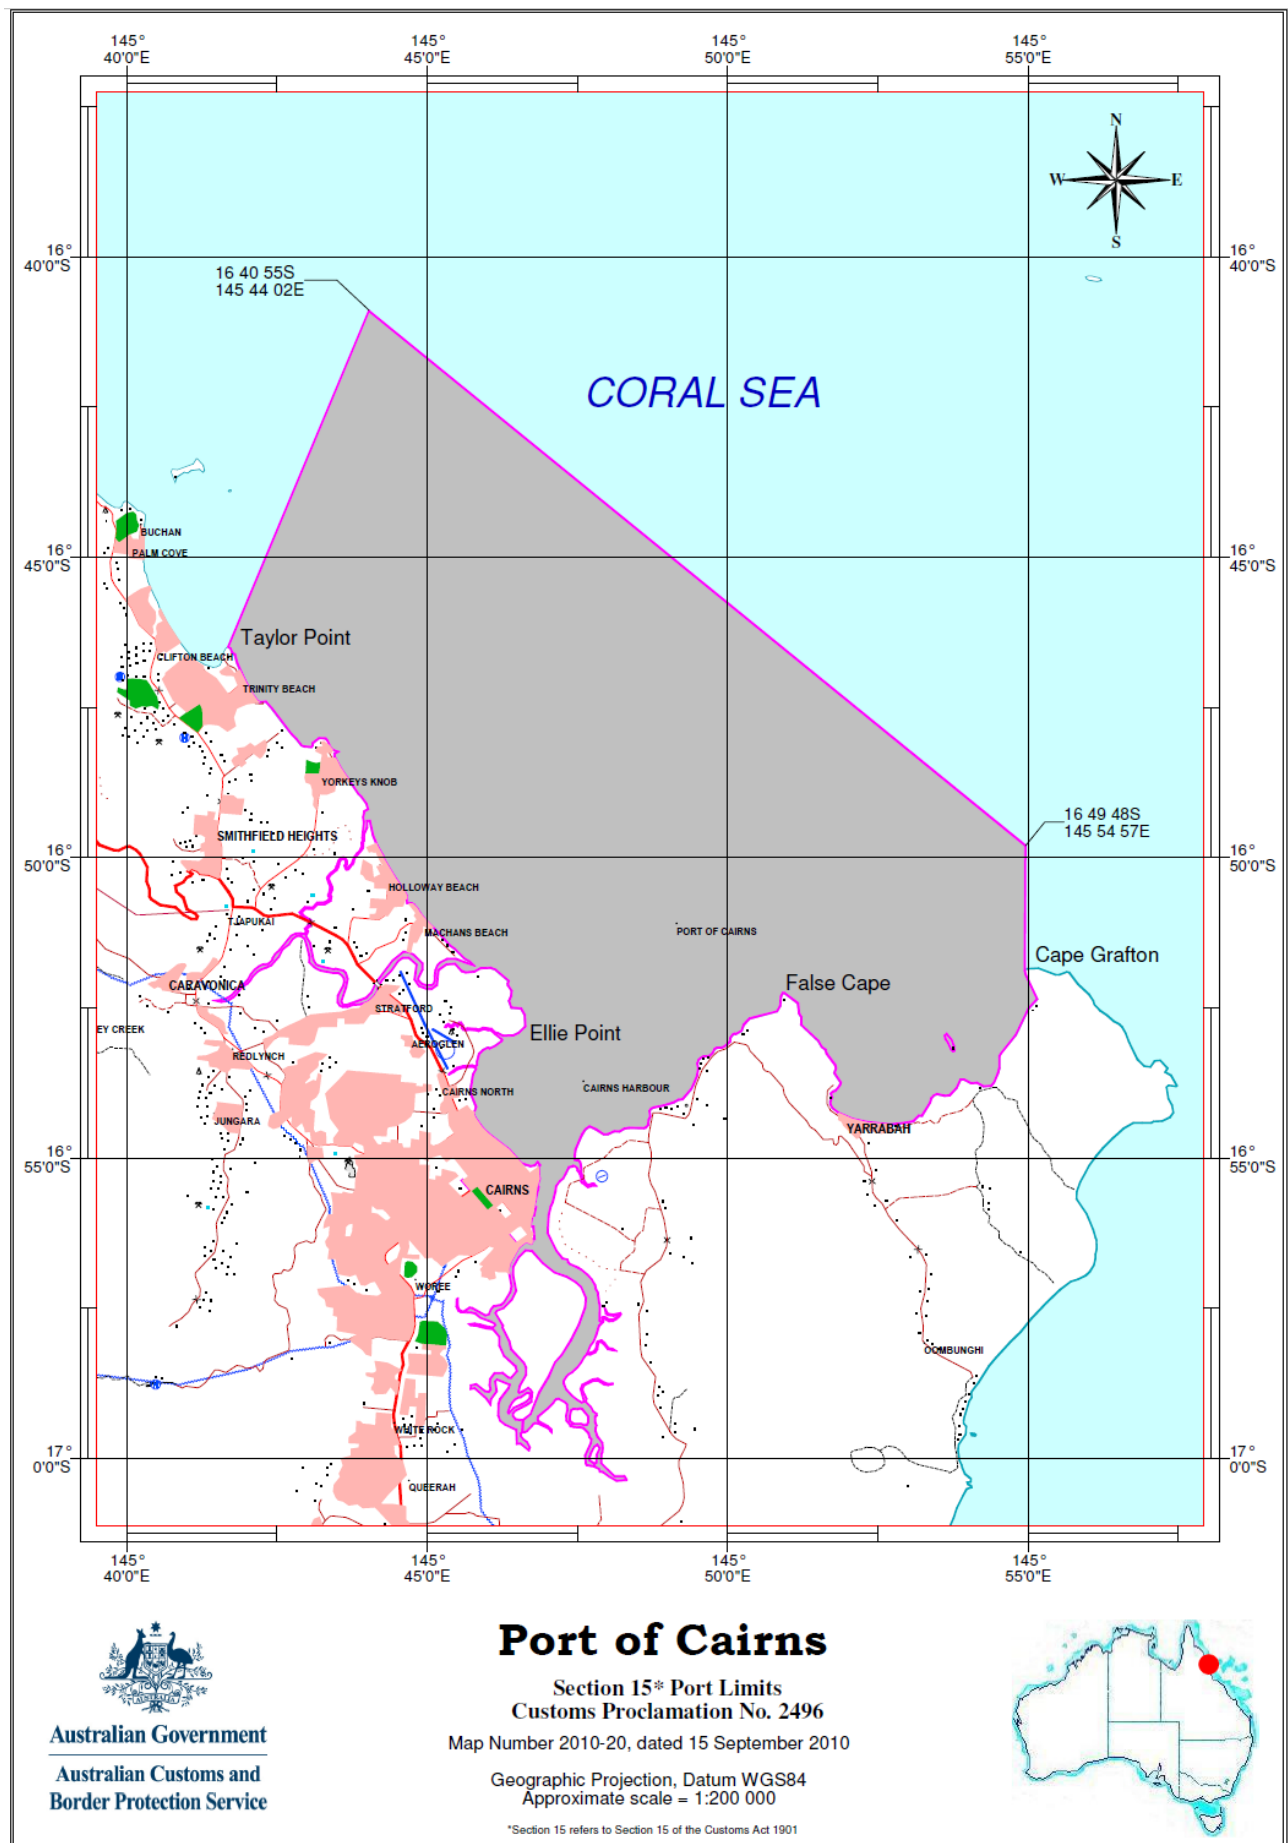 145°
40'0"E
145°
45'0"E
145°
50'0"E
145°
55'0"E
N
W
E
S
16°
40'0"S
16°
40'0"S
16 40 55S
145 44 02E
CORAL SEA
BUCHAN
PALM COVE
16°
45'0"S
16°
45'0"S
Taylor Point
CLIFTON BEACH
TRINITY BEACH
YORKEYS KNOB
SMITHFIELD HEIGHTS
16 49 48S
145 54 57E
16°
50'0"S
16°
50'0"S
HOLLOWAY BEACH
TJAPUKAI
MACHANS BEACH
PORT OF CAIRNS
Cape Grafton
CARAVONICA
False Cape
STRATFORD
EY CREEK
Ellie Point
AEROGLEN
REDLYNCH
CAIRNS NORTH
CAIRNS HARBOUR
JUNGARA
YARRABAH
16°
55'0"S
16°
55'0"S
CAIRNS
WOREE
OOMBUNGHI
WHITE ROCK
17°
0'0"S
17°
0'0"S
QUEERAH
145°
40'0"E
145°
45'0"E
145°
50'0"E
145°
55'0"E
Port of Cairns
Section 15* Port Limits
Customs Proclamation No. 2496
Map Number 2010-20, dated 15 September 2010
Geographic Projection, Datum WGS84
Approximate scale = 1:200 000
*Section 15 refers to Section 15 of the Customs Act 1901
AUSTRALIA
Australian Government
Australian Customs and
Border Protection Service